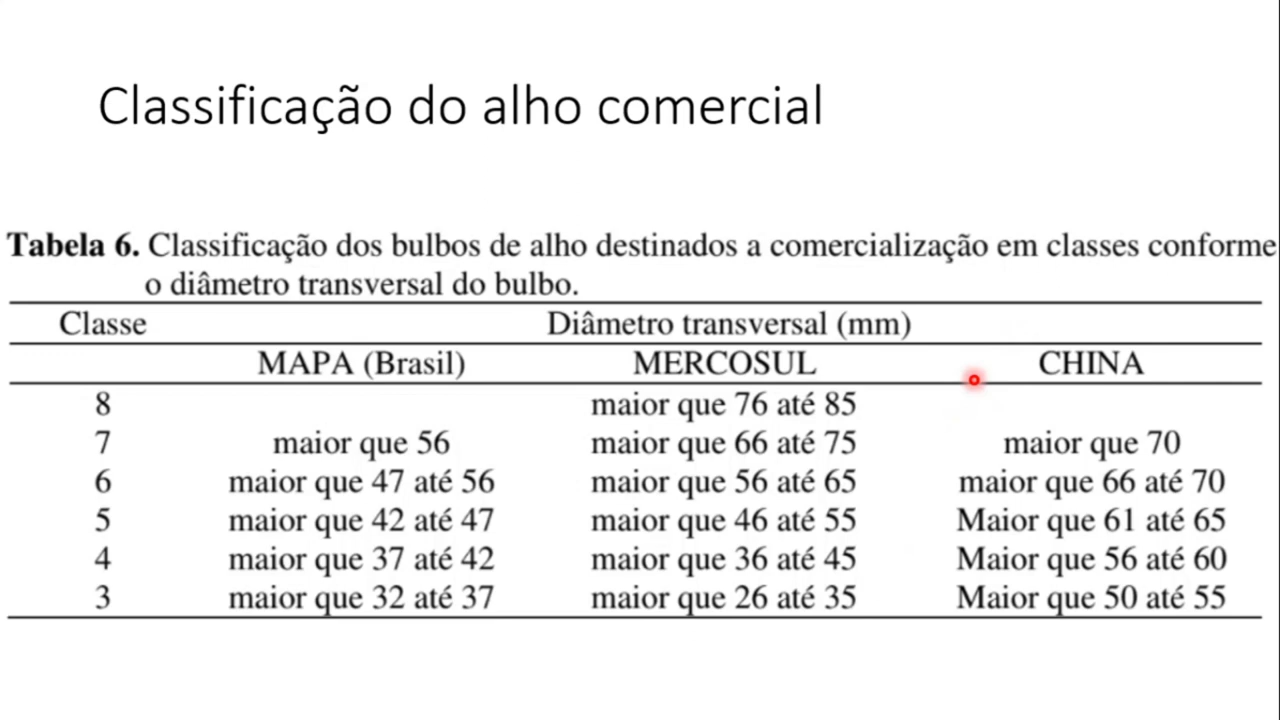 Classificação do alho comercial
Tabela 6. Classificação dos bulbos de alho destinados a comercialização em classes conforme
o diâmetro transversal do bulbo.
Classe Diâmetro transversal (mm)
MAPA (Brasil) MERCOSUL CHINA
8 maior que 76 até 85
7 maior que 56 maior que 66 até 75 maior que 70
6 maior que 47 até 56 maior que 56 até 65 maior que 66 até 70
5 maior que 42 até 47 maior que 46 até 55 Maior que 61 até 65
4 maior que 37 até 42 maior que 36 até 45 Maior que 56 até 60
3 maior que 32 até 37 maior que 26 até 35 Maior que 50 até 55